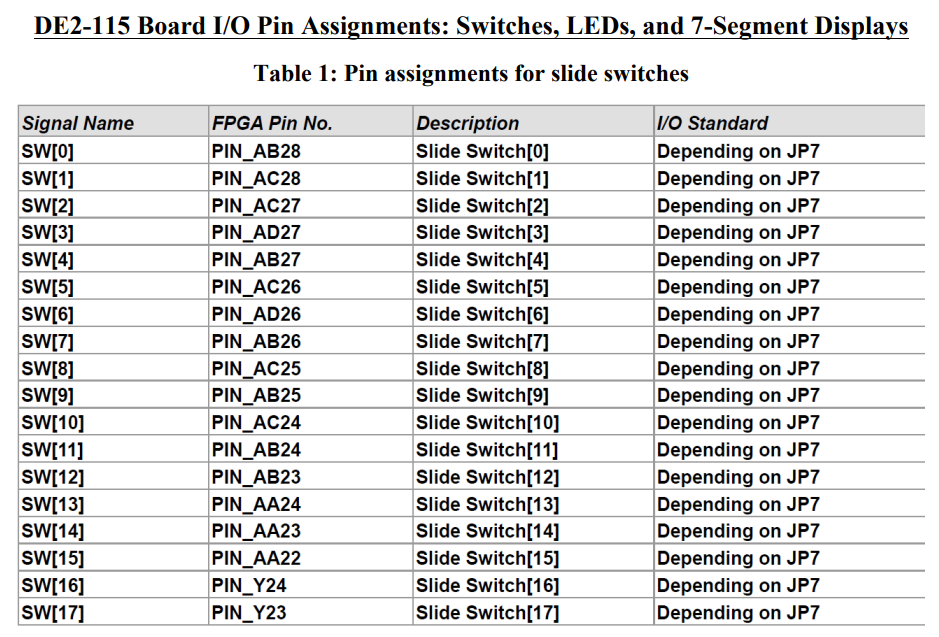 DE2-115 Board I/O Pin Assignments: Switches, LEDs, and 7-Segment Displays
Table 1: Pin assignments for slide switches
Signal Name FPGA Pin No. Description I/O Standard
SW[0] PIN_AB28 Slide Switch[0] Depending on JP7
SW[1] PIN_AC28 Slide Switch[1] Depending on JP7
SW[2] PIN_AC27 Slide Switch[2] Depending on JP7
SW[3] PIN_AD27 Slide Switch[3] Depending on JP7
SW[4] PIN_AB27 Slide Switch[4] Depending on JP7
SW[5] PIN_AC26 Slide Switch[5] Depending on JP7
SW[6] PIN_AD26 Slide Switch[6] Depending on JP7
SW[7] PIN_AB26 Slide Switch[7] Depending on JP7
SW[8] PIN_AC25 Slide Switch[8] Depending on JP7
SW[9] PIN_AB25 Slide Switch[9] Depending on JP7
SW[10] PIN_AC24 Slide Switch[10] Depending on JP7
SW[11] PIN_AB24 Slide Switch[11] Depending on JP7
SW[12] PIN_AB23 Slide Switch[12] Depending on JP7
SW[13] PIN_AA24 Slide Switch[13] Depending on JP7
SW[14] PIN_AA23 Slide Switch[14] Depending on JP7
SW[15] PIN_AA22 Slide Switch[15] Depending on JP7
SW[16] PIN_Y24 Slide Switch[16] Depending on JP7
SW[17] PIN_Y23 Slide Switch[17] Depending on JP7